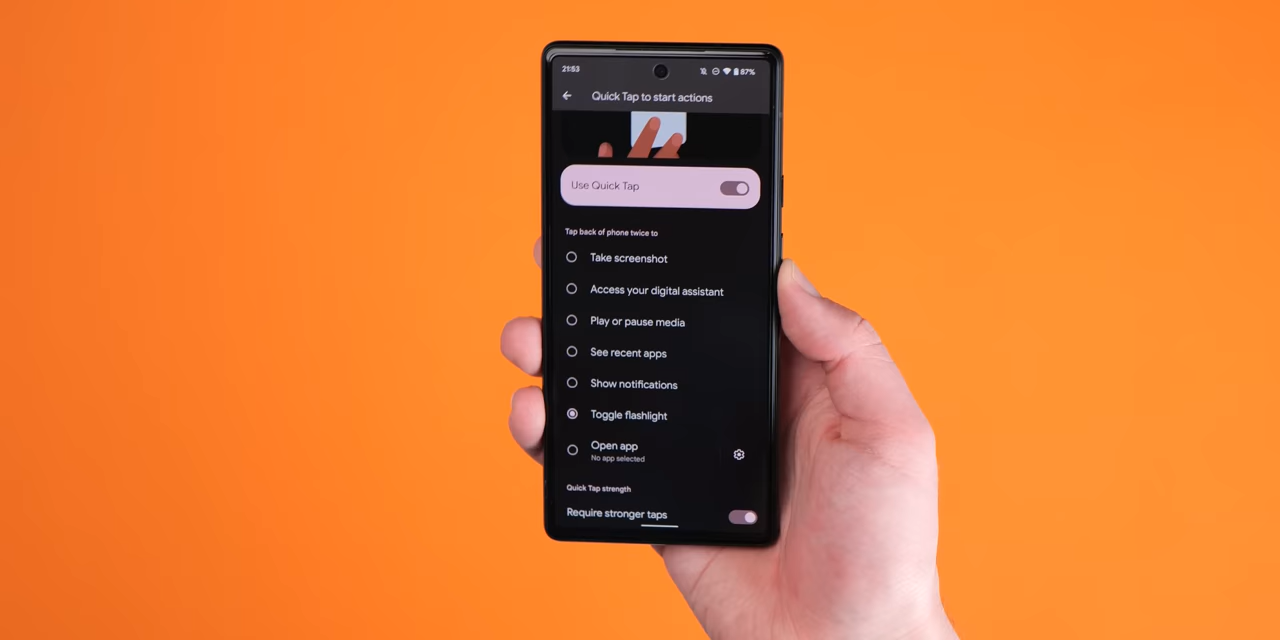 21:53
87%
Quick Tap to start actions
Use Quick Tap
Tap back of phone twice to
Take screenshot
Access your digital assistant
Play or pause media
See recent apps
Show notifications
Toggle flashlight
Open app
No app selected
Quick Tap strength
Require stronger taps